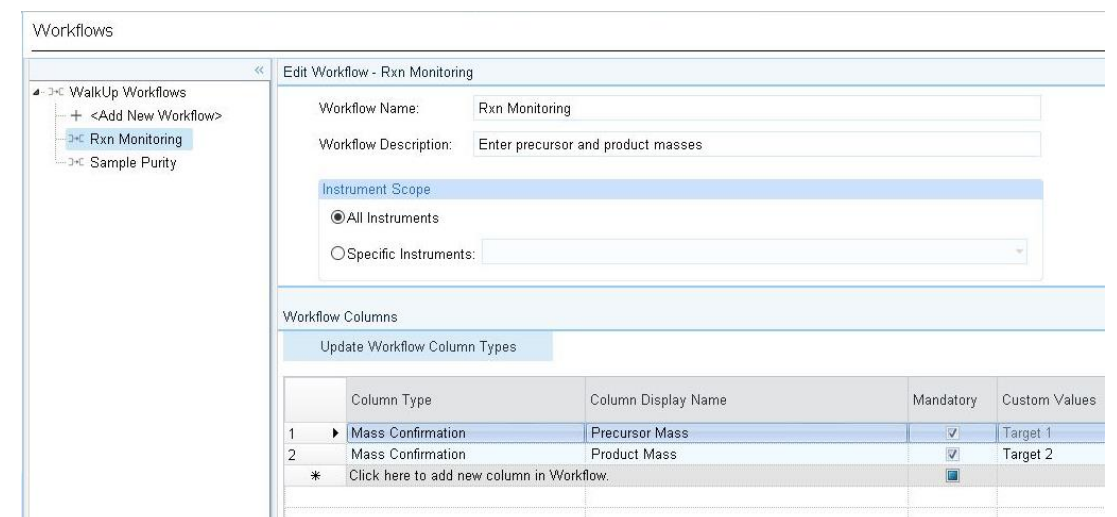 Workflows
«
WalkUp Workflows
+ <Add New Workflow>
Rxn Monitoring
Sample Purity
Edit Workflow - Rxn Monitoring
Workflow Name: Rxn Monitoring
Workflow Description: Enter precursor and product masses
Instrument Scope
All Instruments
Specific Instruments:
Workflow Columns
Update Workflow Column Types
Column Type Column Display Name Mandatory Custom Values
1 Mass Confirmation Precursor Mass Target 1
2 Mass Confirmation Product Mass Target 2
* Click here to add new column in Workflow.